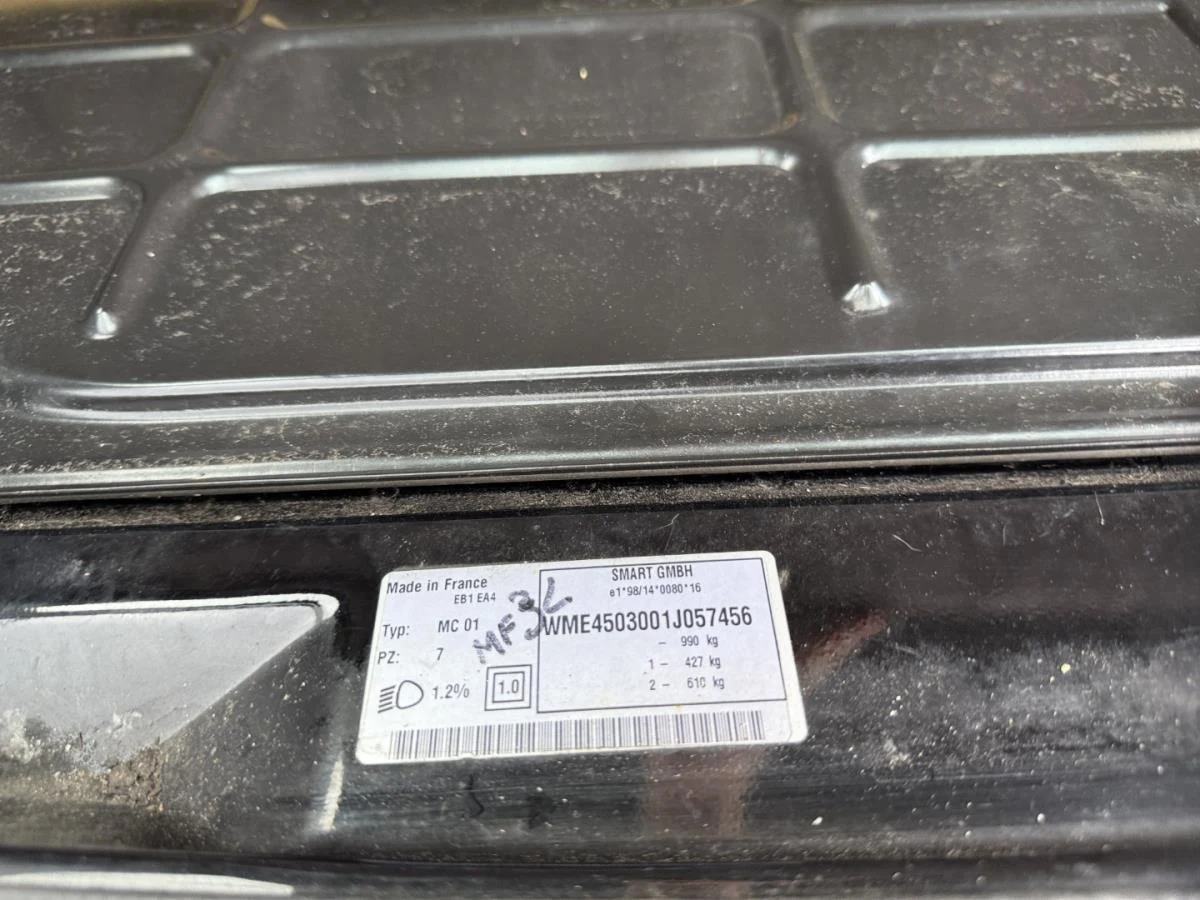 Made in France
EB1 EA4
Typ: MC 01
PZ: 7
1.2%
1.0
SMART GMBH
e1*98/14*0080*16
WME4503001J057456
– 990 kg
1 – 427 kg
2 – 610 kg